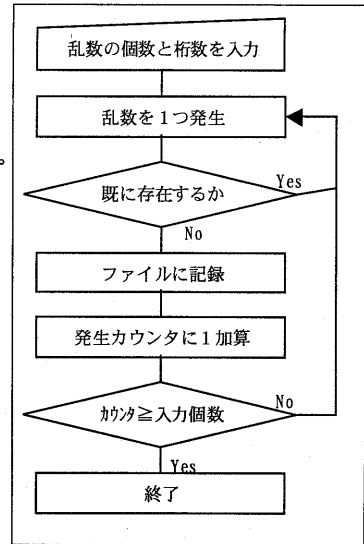 乱数の個数と桁数を入力
乱数を1つ発生
既に存在するか
Yes
No
ファイルに記録
発生カウンタに1加算
ｶｳﾝﾀ≧入力個数
No
Yes
終了